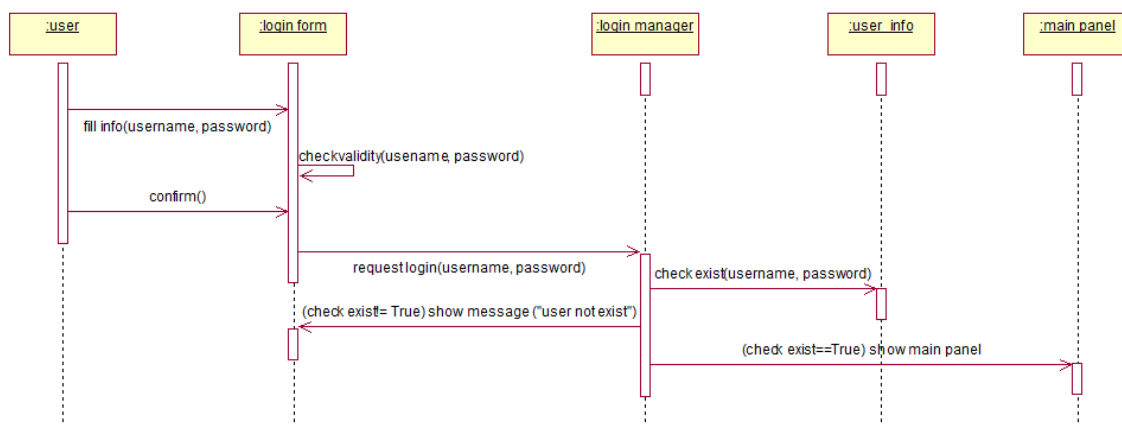 :user
:login form
:login manager
:user_info
:main panel
fill info(username, password)
checkvalidity(usename, password)
confirm()
request login(username, password)
check exist(username, password)
(check exist!= True) show message ("user not exist")
(check exist==True) show main panel